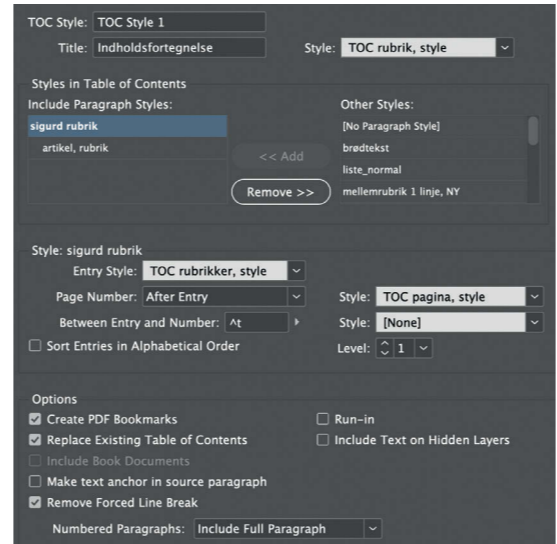 TOC Style: TOC Style 1
Title: Indholdsfortegnelse Style: TOC rubrik, style
Styles in Table of Contents
Include Paragraph Styles: Other Styles:
sigurd rubrik [No Paragraph Style]
artikel, rubrik brødtekst
<< Add liste_normal
Remove >> mellemrubrik 1 linje, NY
Style: sigurd rubrik
Entry Style: TOC rubrikker, style
Page Number: After Entry Style: TOC pagina, style
Between Entry and Number: ^t Style: [None]
Sort Entries in Alphabetical Order Level: 1
Options
Create PDF Bookmarks Run-in
Replace Existing Table of Contents Include Text on Hidden Layers
Include Book Documents
Make text anchor in source paragraph
Remove Forced Line Break
Numbered Paragraphs: Include Full Paragraph